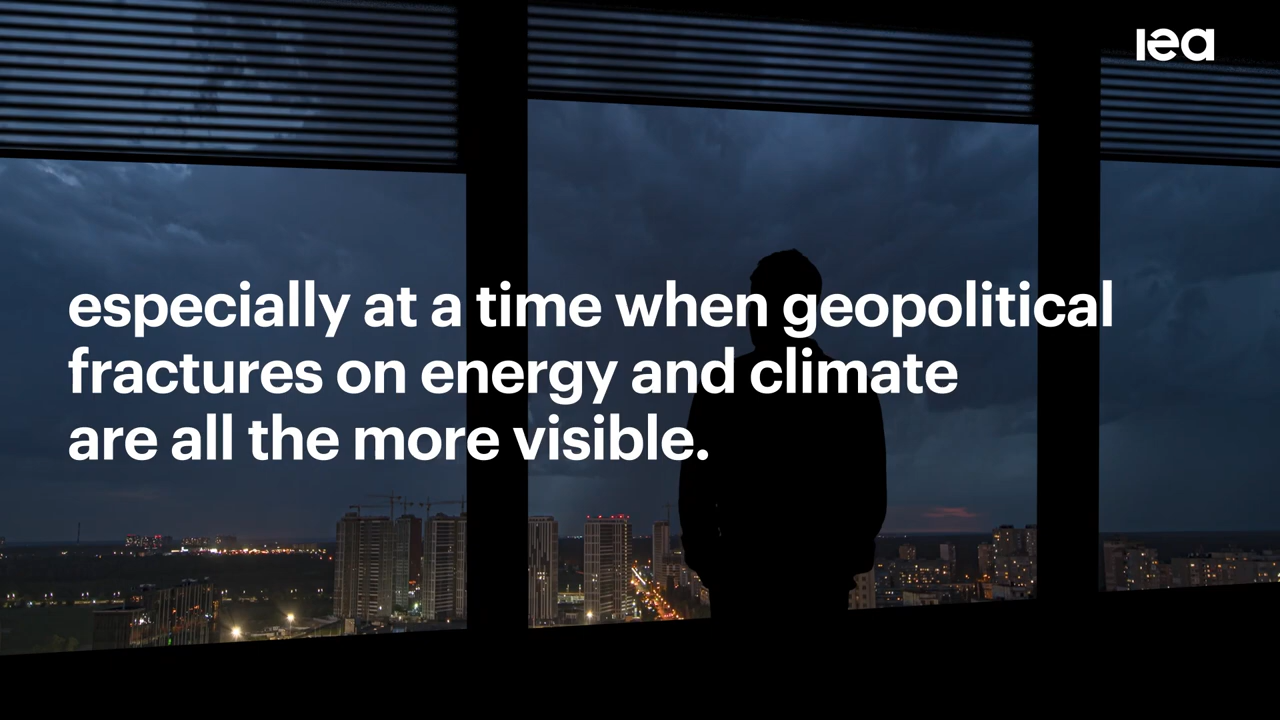 iea
especially at a time when geopolitical
fractures on energy and climate
are all the more visible.